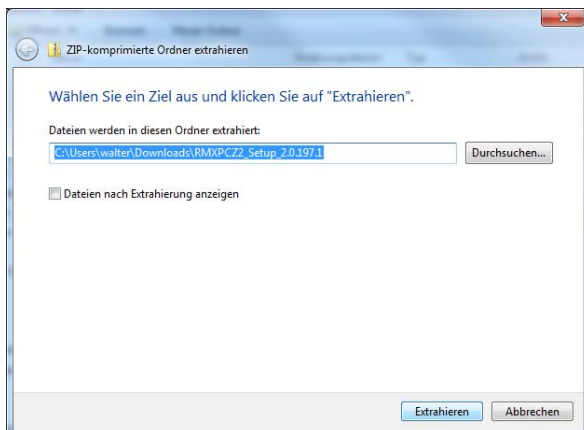 ZIP-komprimierte Ordner extrahieren
Wählen Sie ein Ziel aus und klicken Sie auf "Extrahieren".
Dateien werden in diesen Ordner extrahiert:
C:\Users\walter\Downloads\RMXPCZ2_Setup_2.0.197.1
Durchsuchen...
Dateien nach Extrahierung anzeigen
Extrahieren
Abbrechen